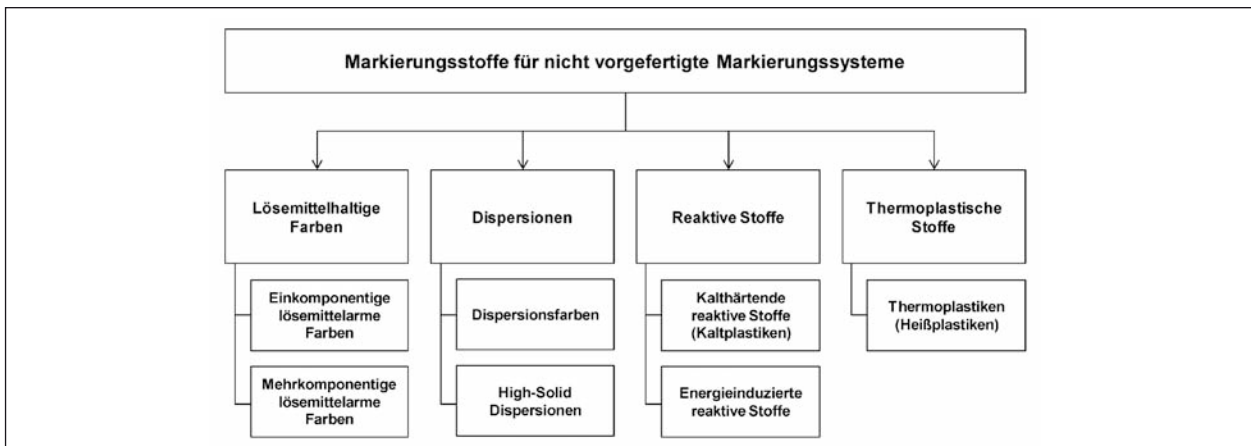 Markierungsstoffe für nicht vorgefertigte Markierungssysteme
Lösemittelhaltige
Farben
Einkomponentige
lösemittelarme
Farben
Mehrkomponentige
lösemittelarme
Farben
Dispersionen
Dispersionsfarben
High-Solid
Dispersionen
Reaktive Stoffe
Kalthärtende
reaktive Stoffe
(Kaltplastiken)
Energieinduzierte
reaktive Stoffe
Thermoplastische
Stoffe
Thermoplastiken
(Heißplastiken)